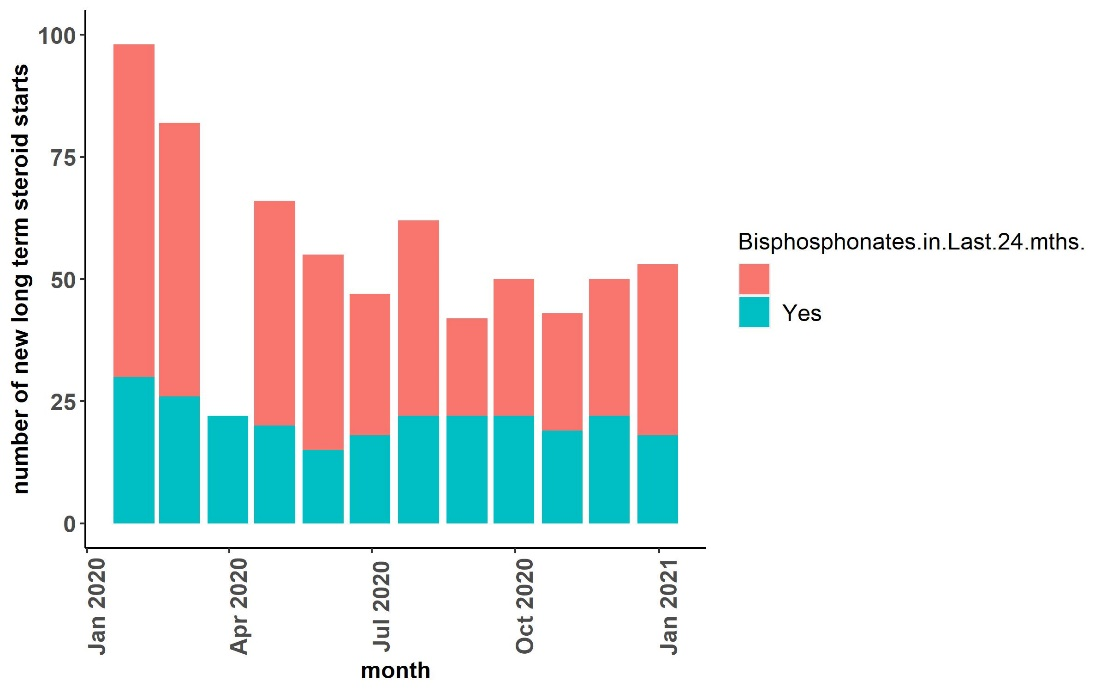 number of new long term steroid starts
100
75
50
25
0
Jan 2020
Apr 2020
Jul 2020
Oct 2020
Jan 2021
month
Bisphosphonates.in.Last.24.mths.
Yes